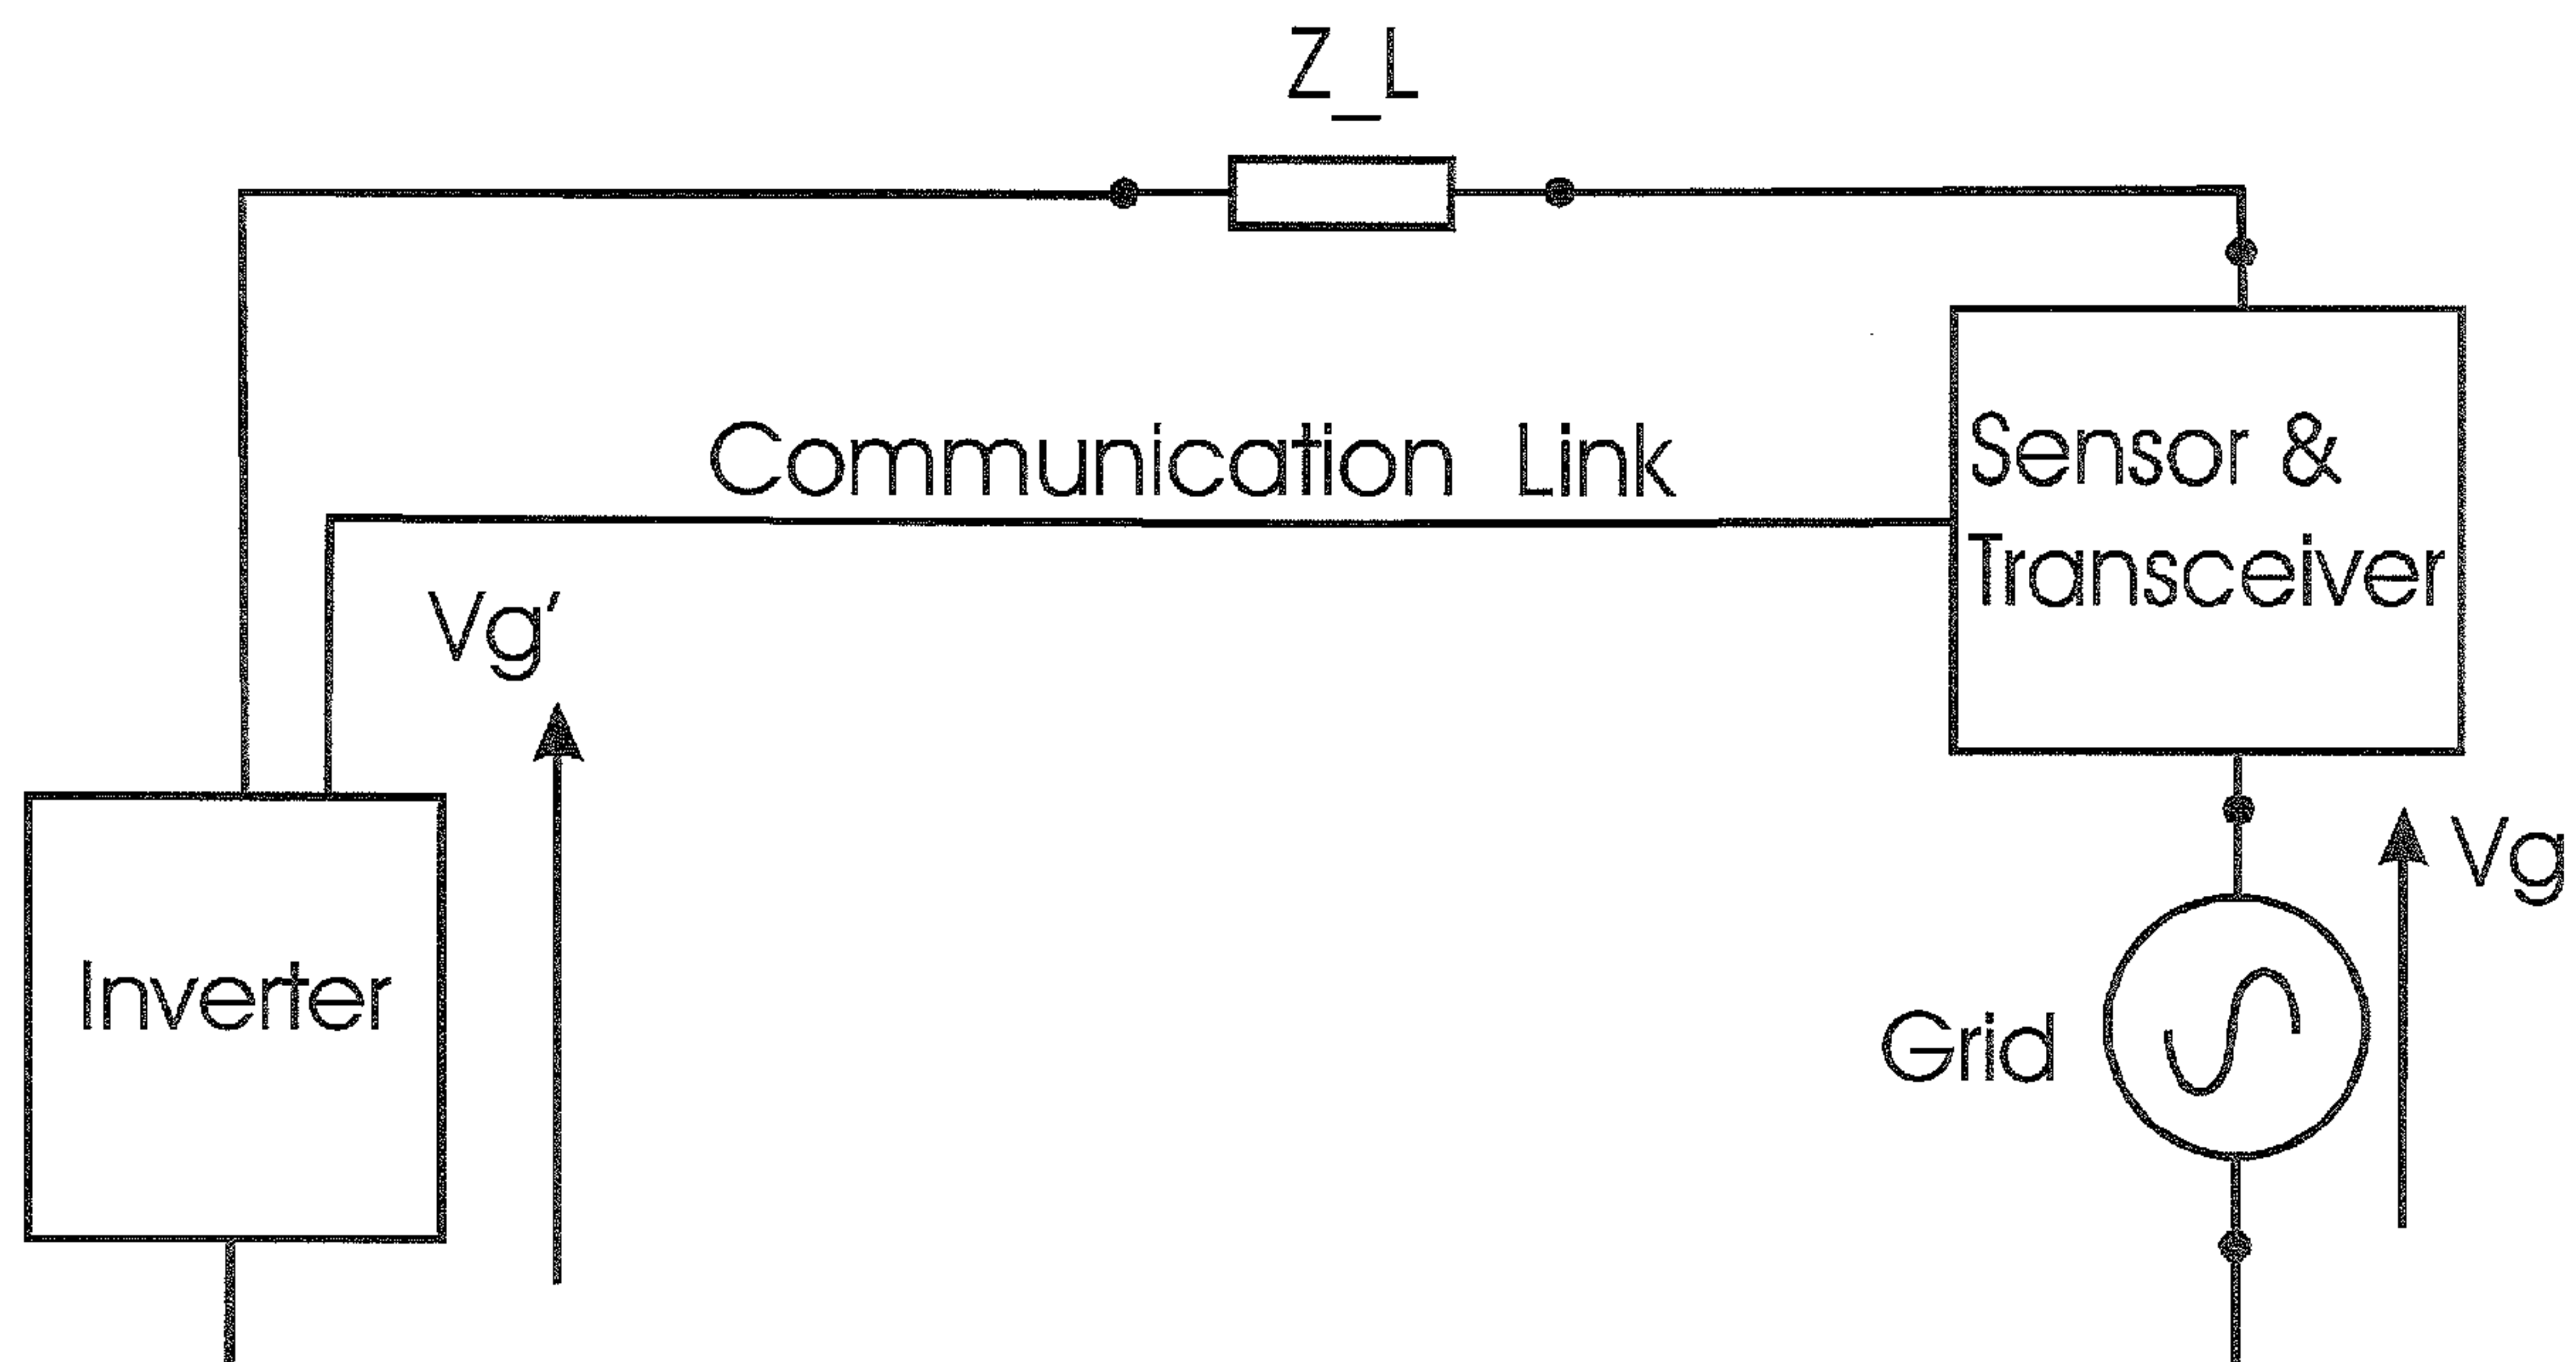 Z_L
Communication Link
Sensor &
Transceiver
Vg'
Vg
Inverter
Grid